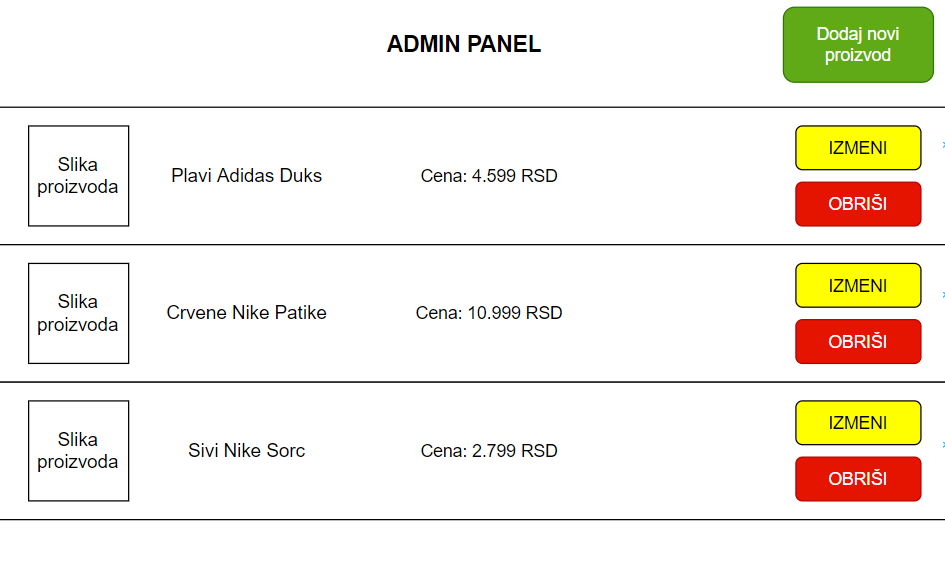 ADMIN PANEL
Dodaj novi
proizvod
Slika
proizvoda
Plavi Adidas Duks
Cena: 4.599 RSD
IZMENI
OBRIŠI
Slika
proizvoda
Crvene Nike Patike
Cena: 10.999 RSD
IZMENI
OBRIŠI
Slika
proizvoda
Sivi Nike Sorc
Cena: 2.799 RSD
IZMENI
OBRIŠI